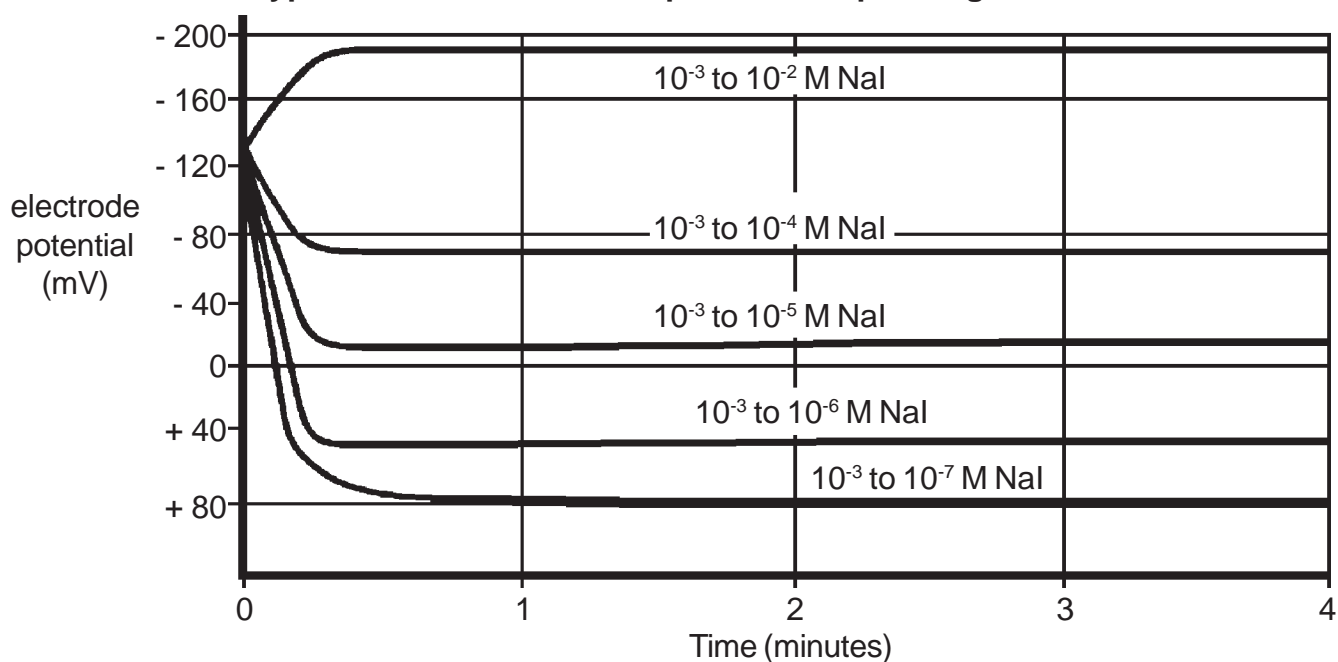 - 200
- 160
- 120
- 80
- 40
0
+ 40
+ 80
electrode
potential
(mV)
10⁻³ to 10⁻² M NaI
10⁻³ to 10⁻⁴ M NaI
10⁻³ to 10⁻⁵ M NaI
10⁻³ to 10⁻⁶ M NaI
10⁻³ to 10⁻⁷ M NaI
0
1
2
3
4
Time (minutes)